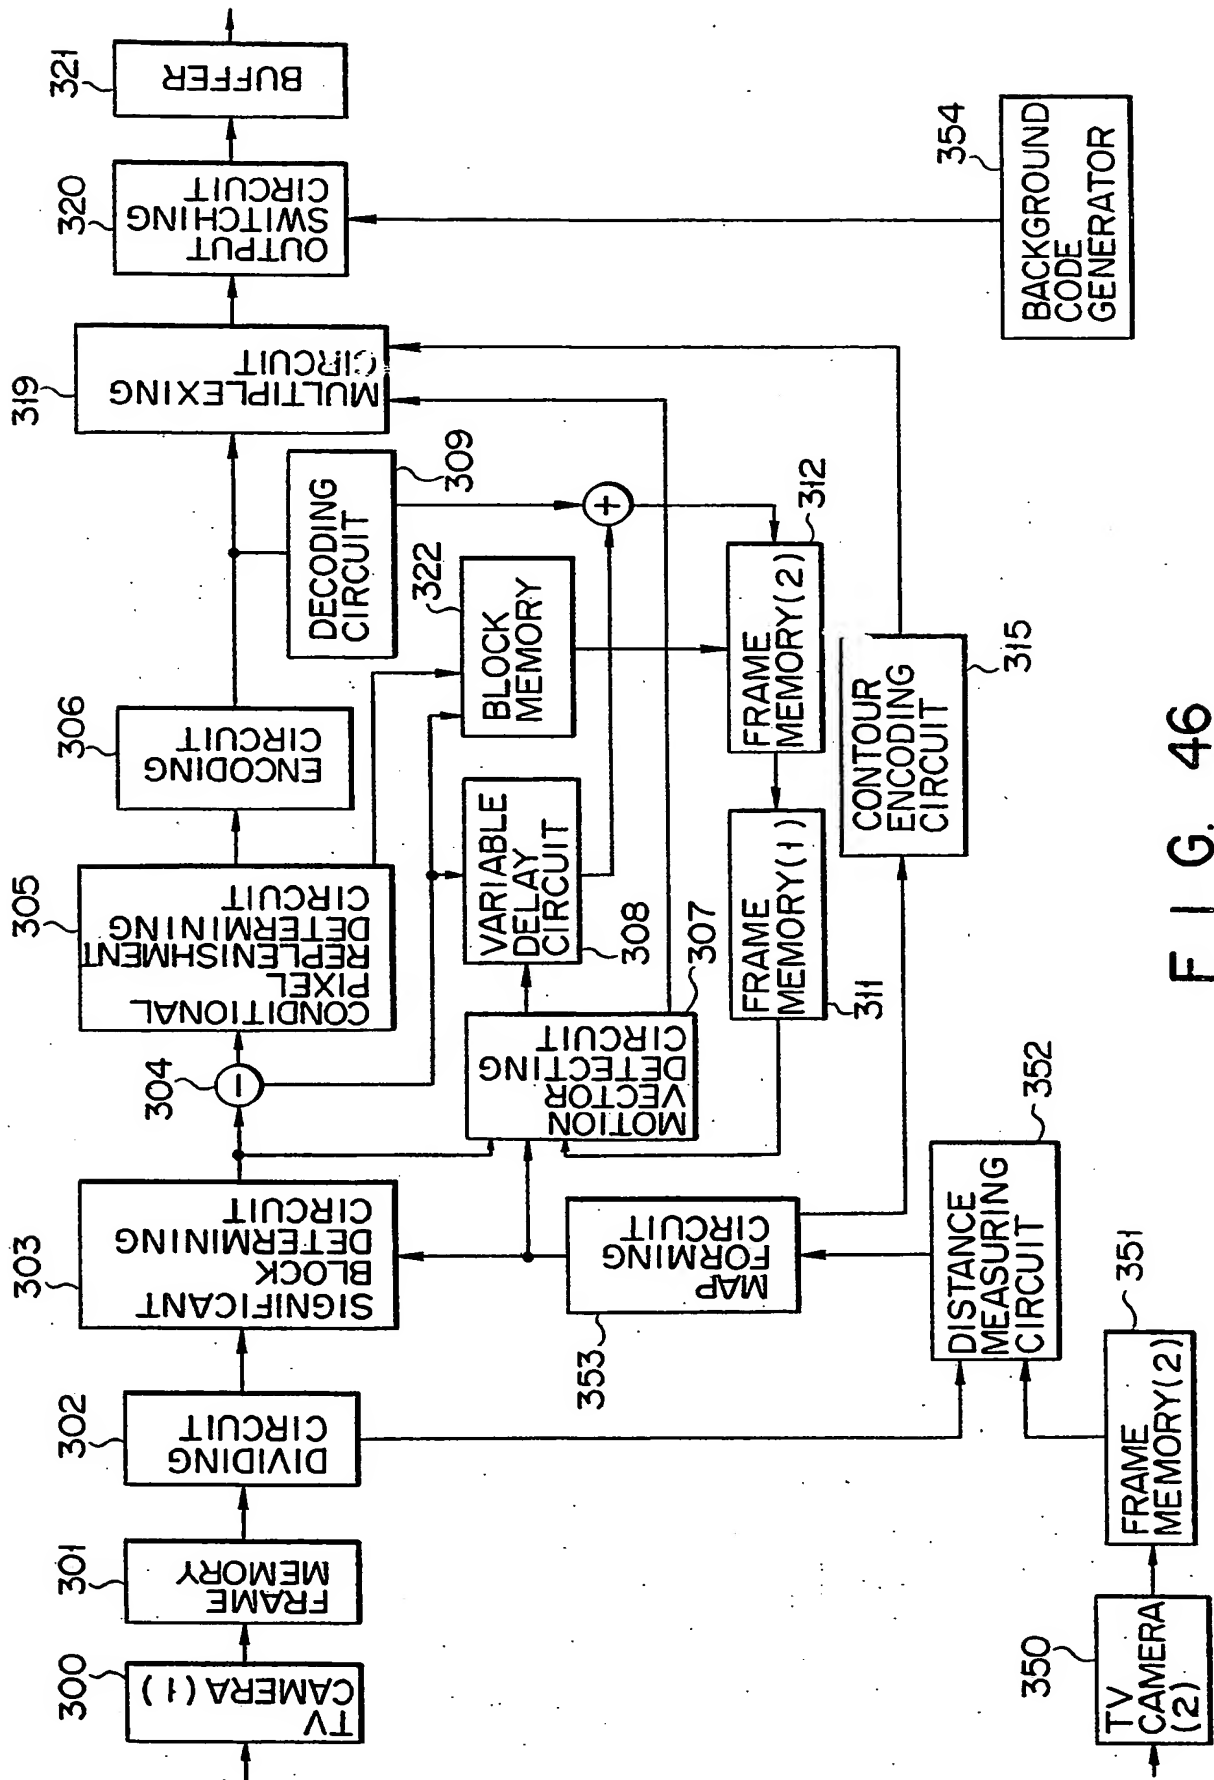 300
TV
CAMERA(1)
301
FRAME
MEMORY
302
DIVIDING
CIRCUIT
303
SIGNIFICANT
BLOCK
DETERMINING
CIRCUIT
304
−
305
CONDITIONAL
PIXEL
REPLENISHMENT
DETERMINING
CIRCUIT
306
ENCODING
CIRCUIT
319
MULTIPLEXING
CIRCUIT
320
OUTPUT
SWITCHING
CIRCUIT
321
BUFFER
DECODING
CIRCUIT
309
+
322
BLOCK
MEMORY
VARIABLE
DELAY
CIRCUIT
308
MOTION
VECTOR
DETECTING
CIRCUIT
307
FRAME
MEMORY(2)
312
FRAME
MEMORY(1)
311
MAP
FORMING
CIRCUIT
353
CONTOUR
ENCODING
CIRCUIT
315
DISTANCE
MEASURING
CIRCUIT
352
350
TV
CAMERA
(2)
351
FRAME
MEMORY(2)
354
BACKGROUND
CODE
GENERATOR
FIG. 46